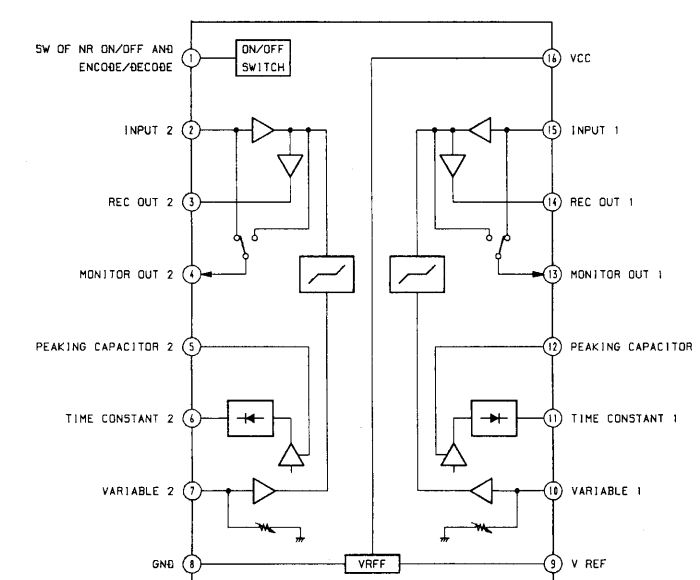 SW OF NR ON/OFF AND
ENCODE/DECODE
1
ON/OFF
SWITCH
16
VCC
INPUT 2
2
15
INPUT 1
REC OUT 2
3
14
REC OUT 1
MONITOR OUT 2
4
13
MONITOR OUT 1
PEAKING CAPACITOR 2
5
12
PEAKING CAPACITOR
TIME CONSTANT 2
6
11
TIME CONSTANT 1
VARIABLE 2
7
10
VARIABLE 1
GND
8
VREF
9
V REF